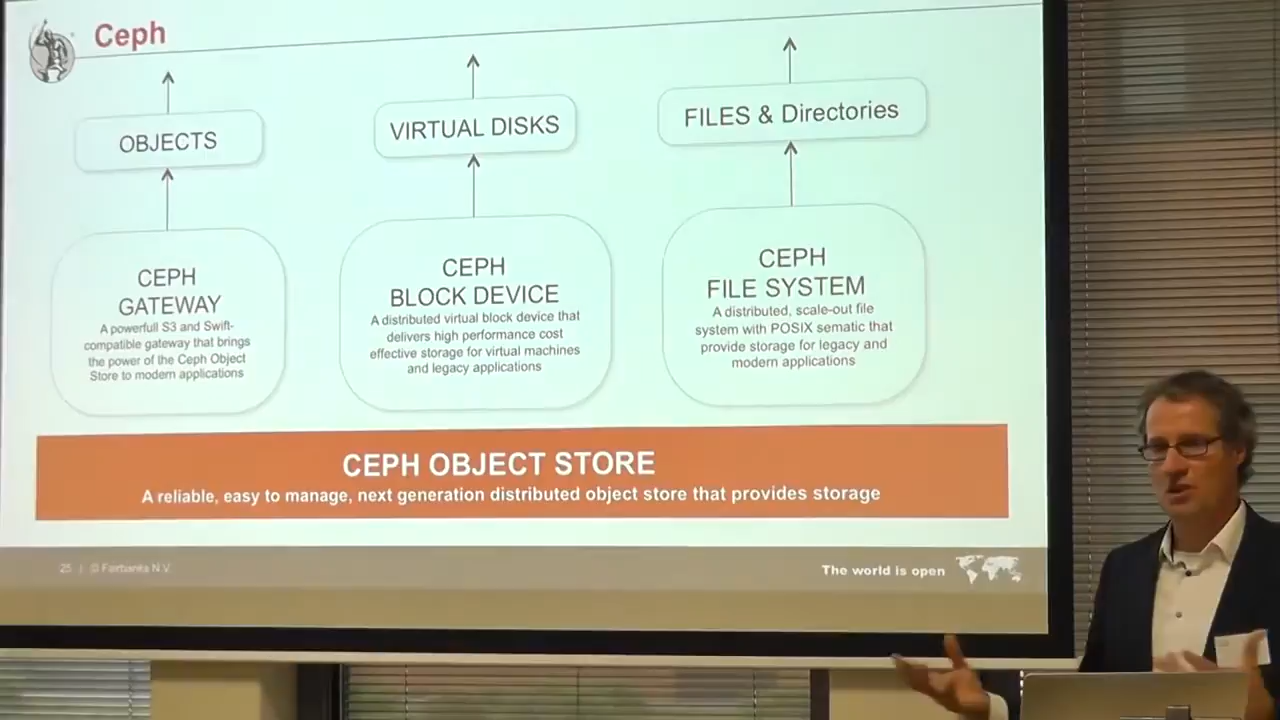 Ceph
OBJECTS
VIRTUAL DISKS
FILES & Directories
CEPH
GATEWAY
A powerfull S3 and Swift-
compatible gateway that brings
the power of the Ceph Object
Store to modern applications
CEPH
BLOCK DEVICE
A distributed virtual block device that
delivers high performance cost
effective storage for virtual machines
and legacy applications
CEPH
FILE SYSTEM
A distributed, scale-out file
system with POSIX sematic that
provide storage for legacy and
modern applications
CEPH OBJECT STORE
A reliable, easy to manage, next generation distributed object store that provides storage
25 | © Fairbanks N.V.
The world is open